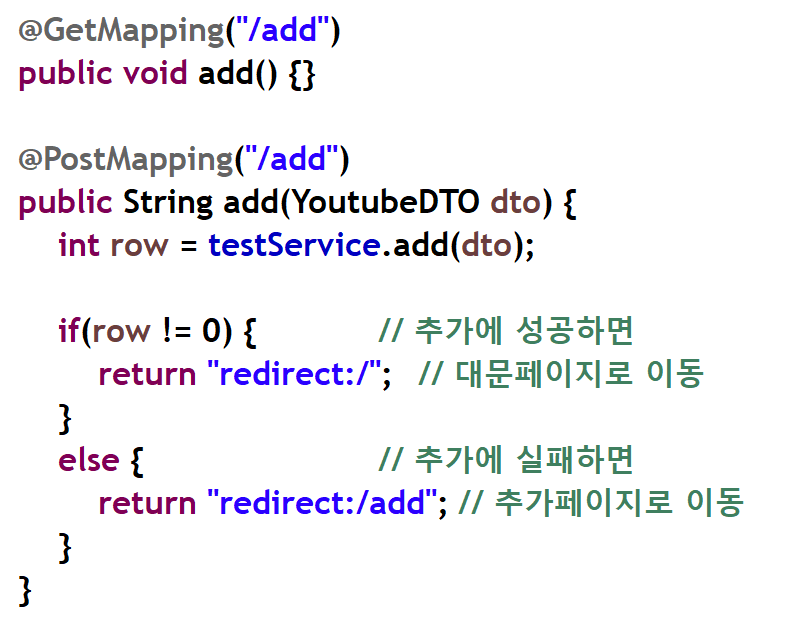 @GetMapping("/add")
public void add() {}
@PostMapping("/add")
public String add(YoutubeDTO dto) {
int row = testService.add(dto);
if(row != 0) { // 추가에 성공하면
return "redirect:/"; // 대문페이지로 이동
}
else { // 추가에 실패하면
return "redirect:/add"; // 추가페이지로 이동
}
}